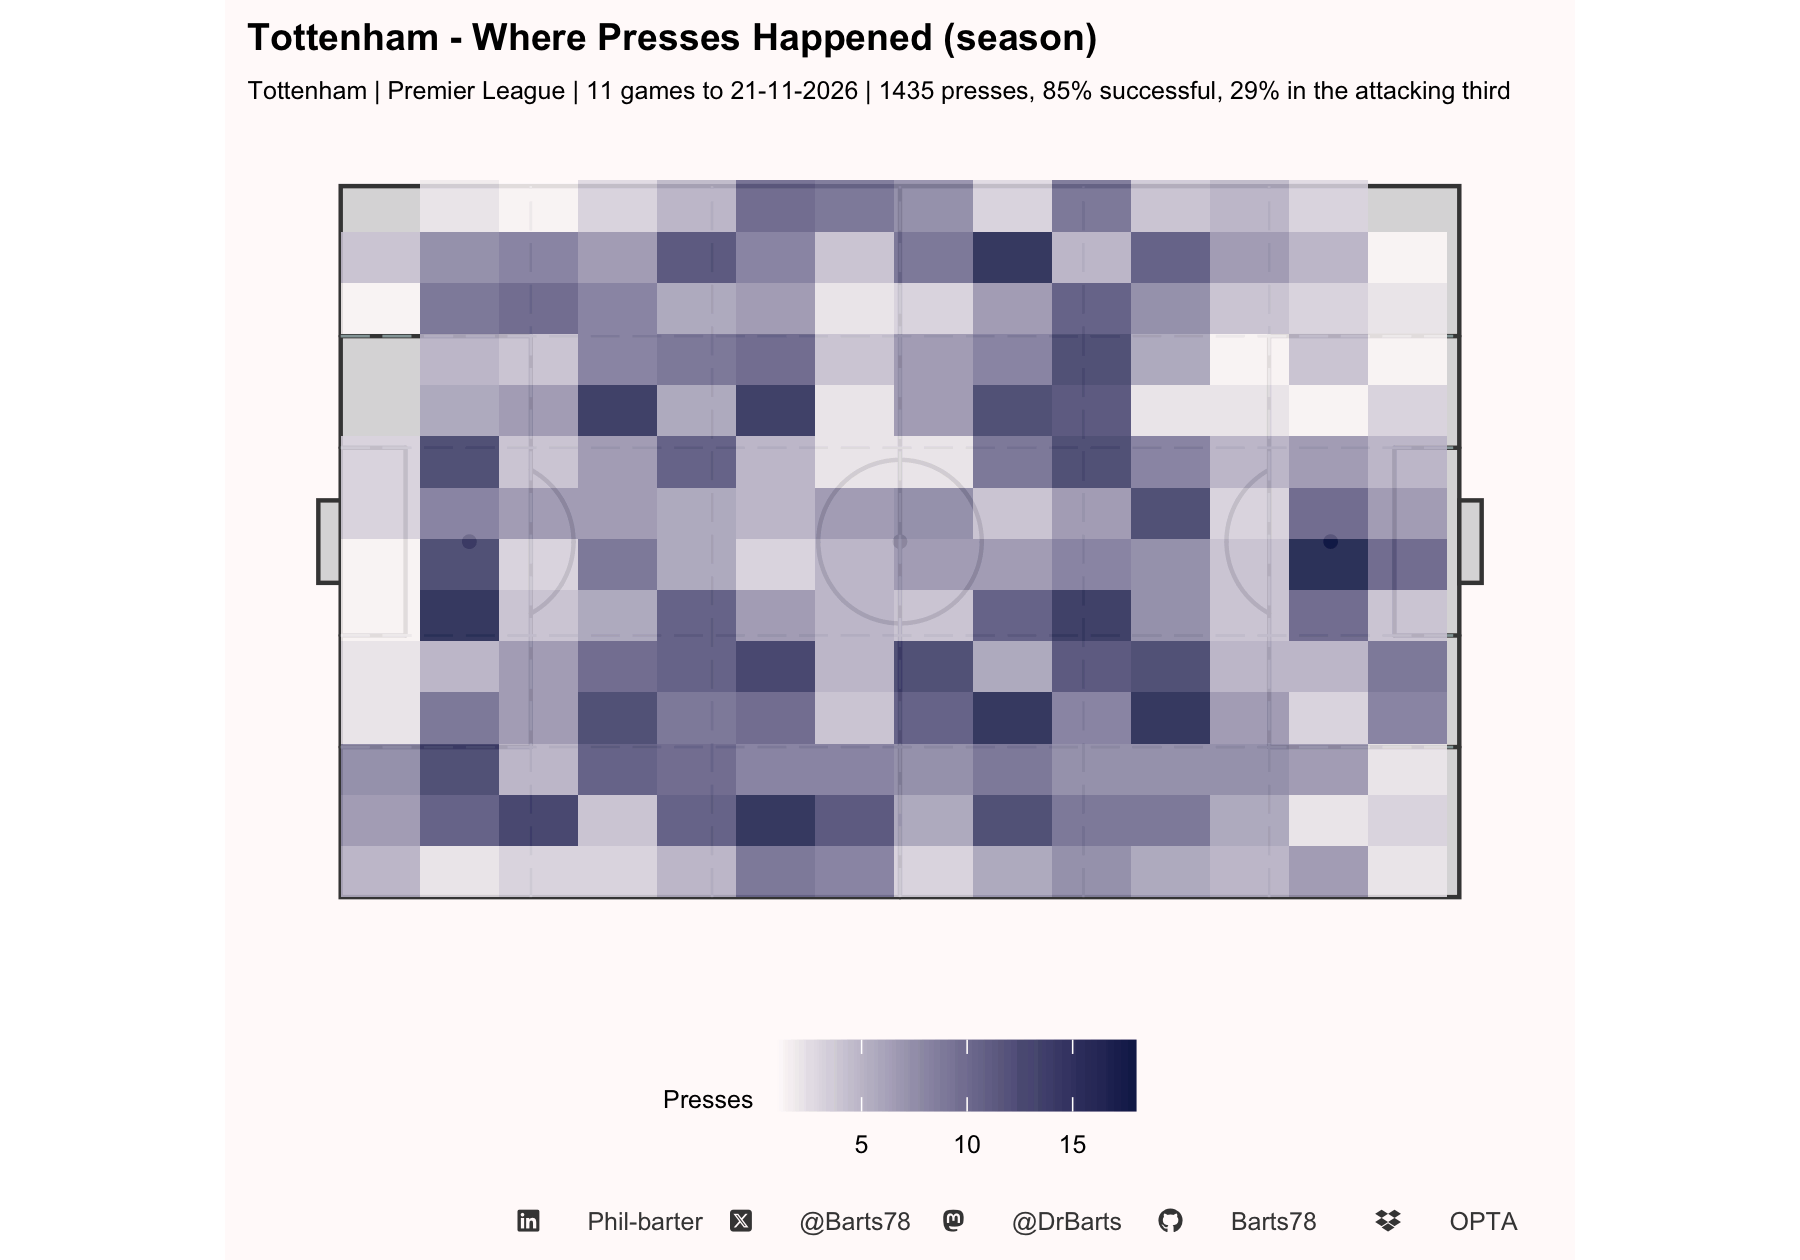 Tottenham - Where Presses Happened (season)
Tottenham | Premier League | 11 games to 21-11-2026 | 1435 presses, 85% successful, 29% in the attacking third
Presses
5 10 15
Phil-barter @Barts78 @DrBarts Barts78 OPTA